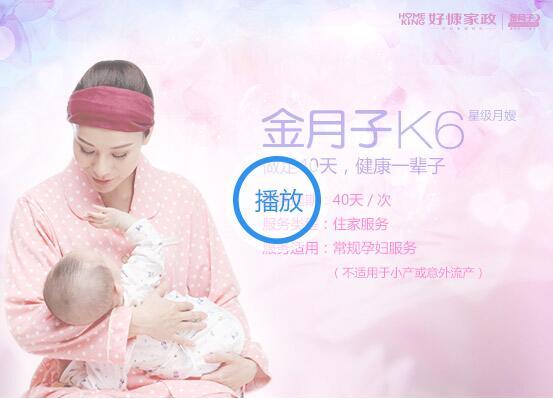 HOME KING 好慷家政 金月子
金月子K6 星级月嫂
做足40天，健康一辈子
播放
40天 / 次
服务类型：住家服务
服务适用：常规孕妇服务
（不适用于小产或意外流产）